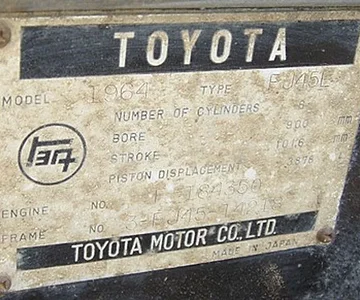 TOYOTA
MODEL 1964 TYPE FJ45L
NUMBER OF CYLINDERS 6
BORE 90.0 mm
STROKE 101.6 mm
PISTON DISPLACEMENT 3878
ENGINE NO.
FRAME NO. FJ45
TOYOTA MOTOR CO., LTD.
MADE IN JAPAN